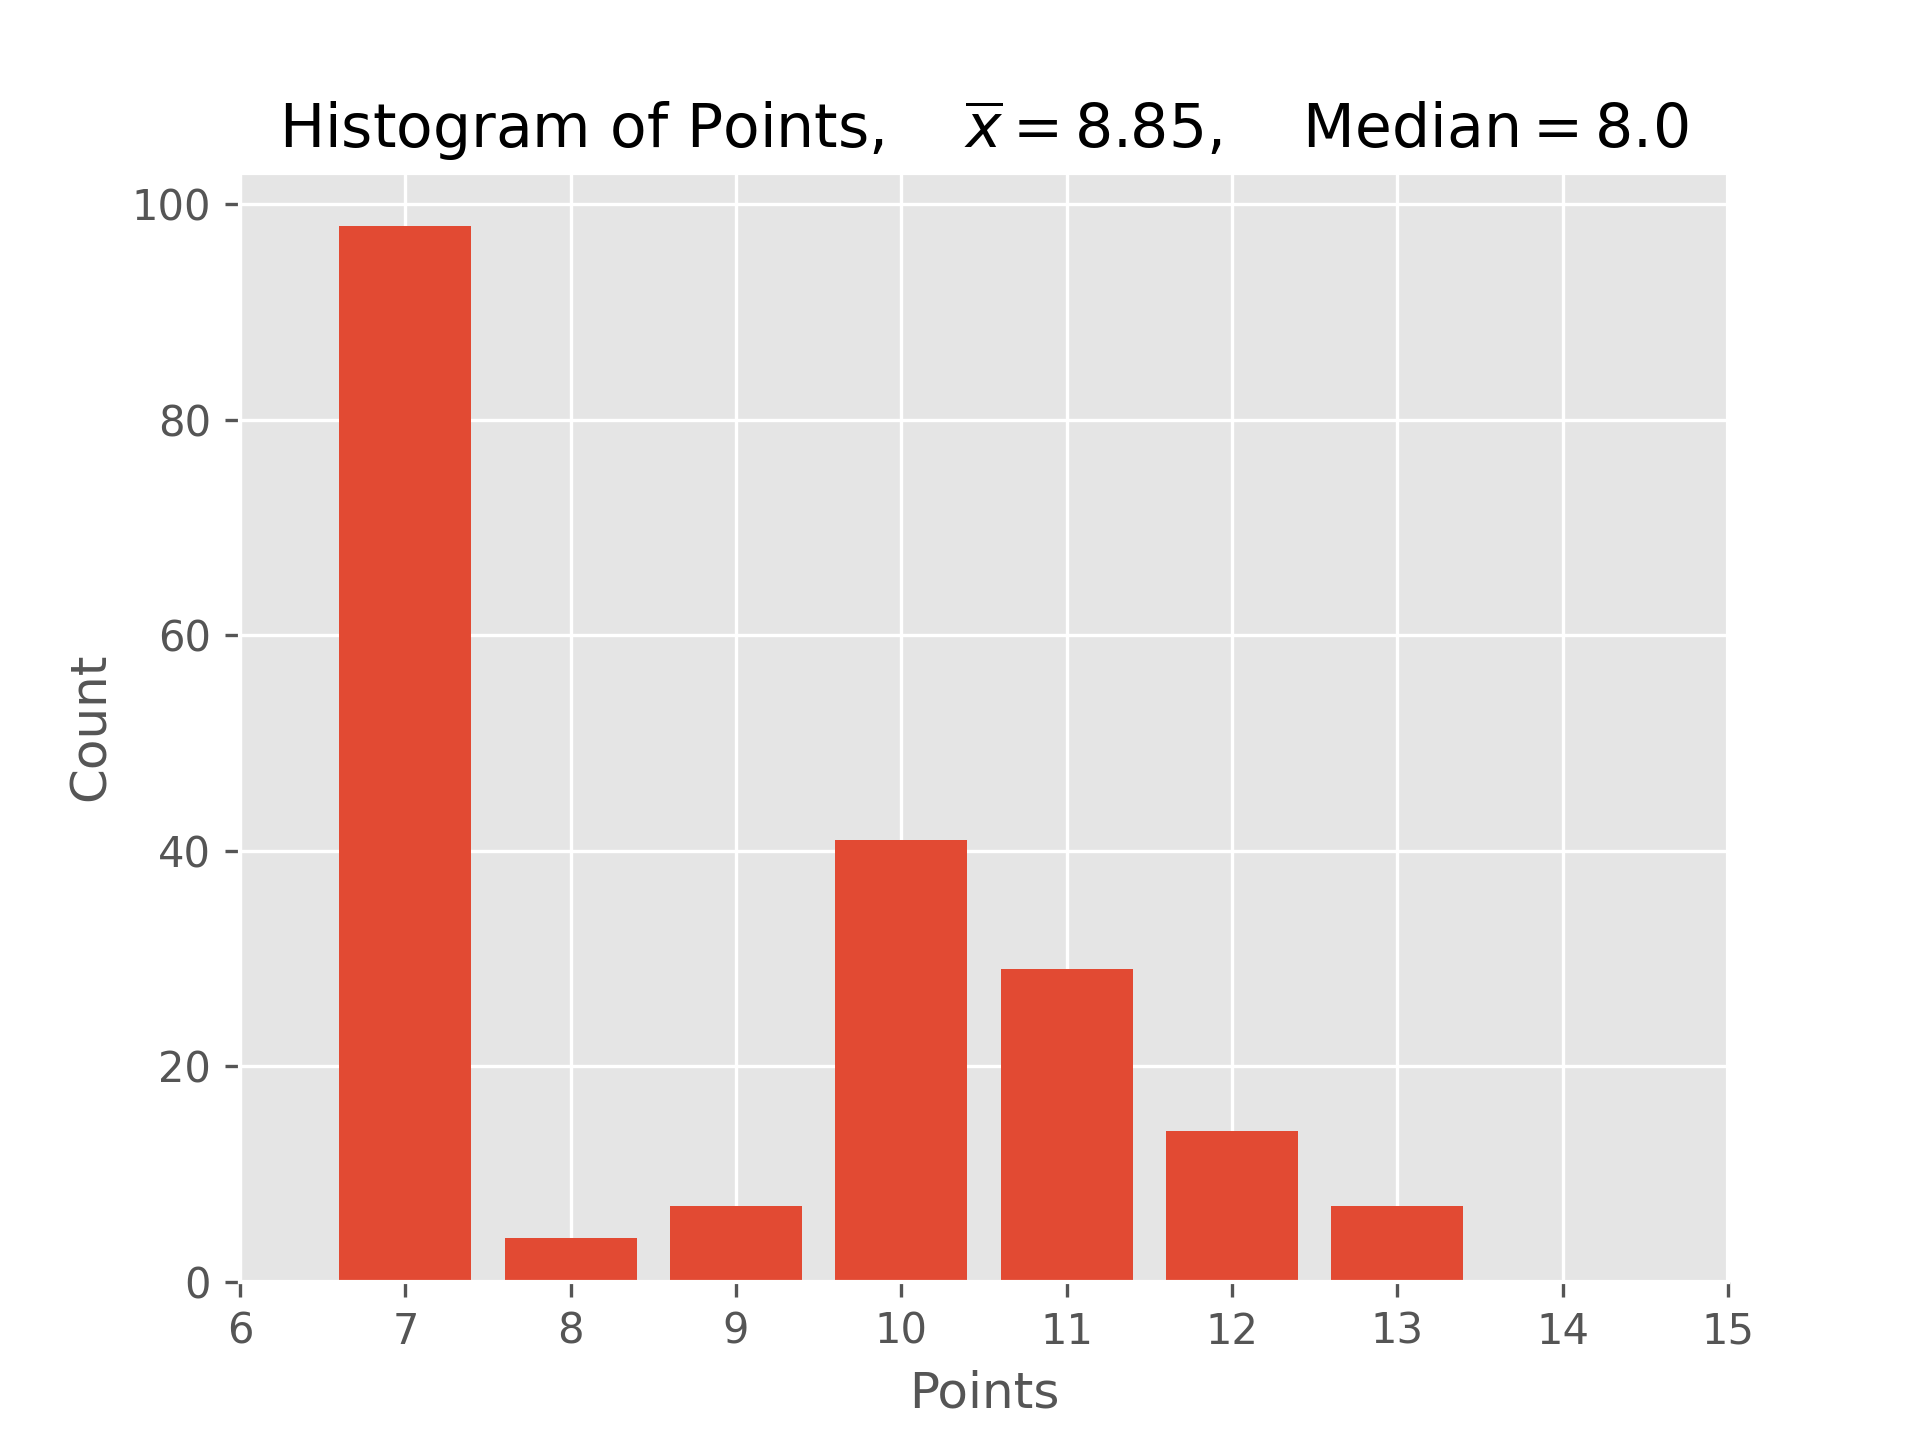 Histogram of Points, x̅ = 8.85, Median = 8.0
100
80
60
40
20
0
Count
6 7 8 9 10 11 12 13 14 15
Points